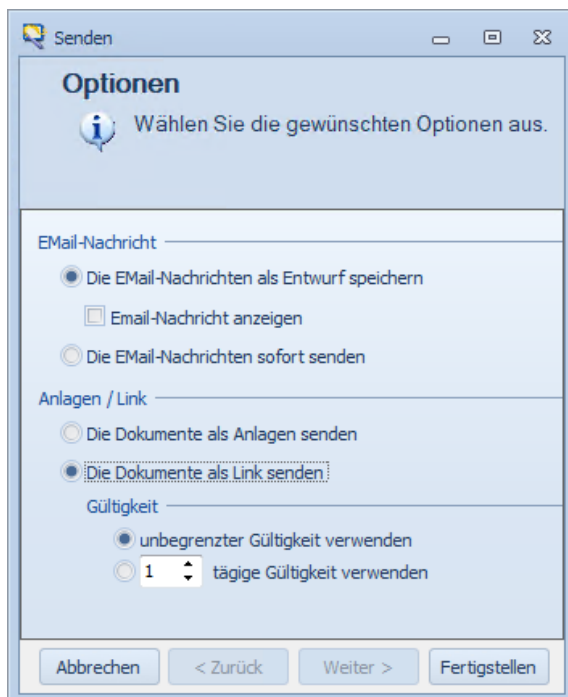 Senden
Optionen
Wählen Sie die gewünschten Optionen aus.
EMail-Nachricht
Die EMail-Nachrichten als Entwurf speichern
Email-Nachricht anzeigen
Die EMail-Nachrichten sofort senden
Anlagen / Link
Die Dokumente als Anlagen senden
Die Dokumente als Link senden
Gültigkeit
unbegrenzter Gültigkeit verwenden
1 tägige Gültigkeit verwenden
Abbrechen < Zurück Weiter > Fertigstellen